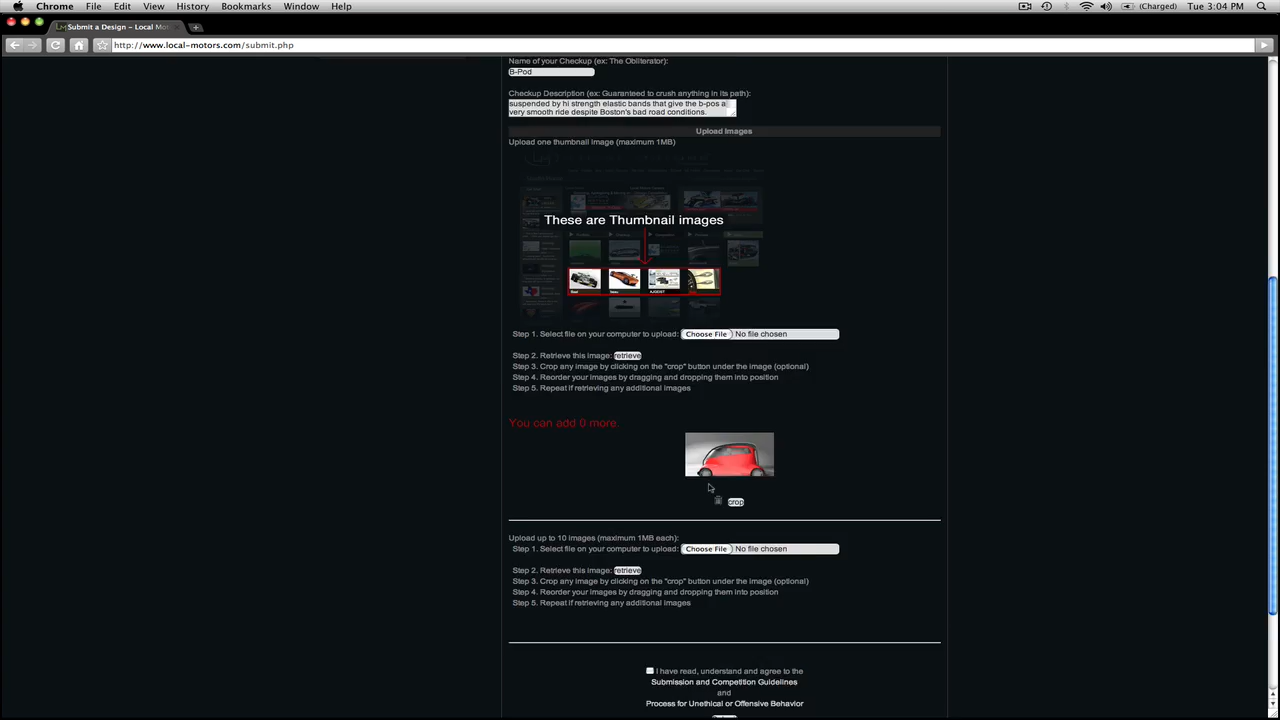 Chrome File Edit View History Bookmarks Window Help (Charged) Tue 3:04 PM
Submit a Design – Local Mot
http://www.local-motors.com/submit.php
Name of your Checkup (ex: The Obliterator):
B-Pod
Checkup Description (ex: Guaranteed to crush anything in its path):
suspended by hi strength elastic bands that give the b-pos a
very smooth ride despite Boston's bad road conditions.
Upload Images
Upload one thumbnail image (maximum 1MB)
These are Thumbnail images
Step 1. Select file on your computer to upload: Choose File No file chosen
Step 2. Retrieve this image: retrieve
Step 3. Crop any image by clicking on the "crop" button under the image (optional)
Step 4. Reorder your images by dragging and dropping them into position
Step 5. Repeat if retrieving any additional images
You can add 0 more.
crop
Upload up to 10 images (maximum 1MB each):
Step 1. Select file on your computer to upload: Choose File No file chosen
Step 2. Retrieve this image: retrieve
Step 3. Crop any image by clicking on the "crop" button under the image (optional)
Step 4. Reorder your images by dragging and dropping them into position
Step 5. Repeat if retrieving any additional images
I have read, understand and agree to the
Submission and Competition Guidelines
and
Process for Unethical or Offensive Behavior